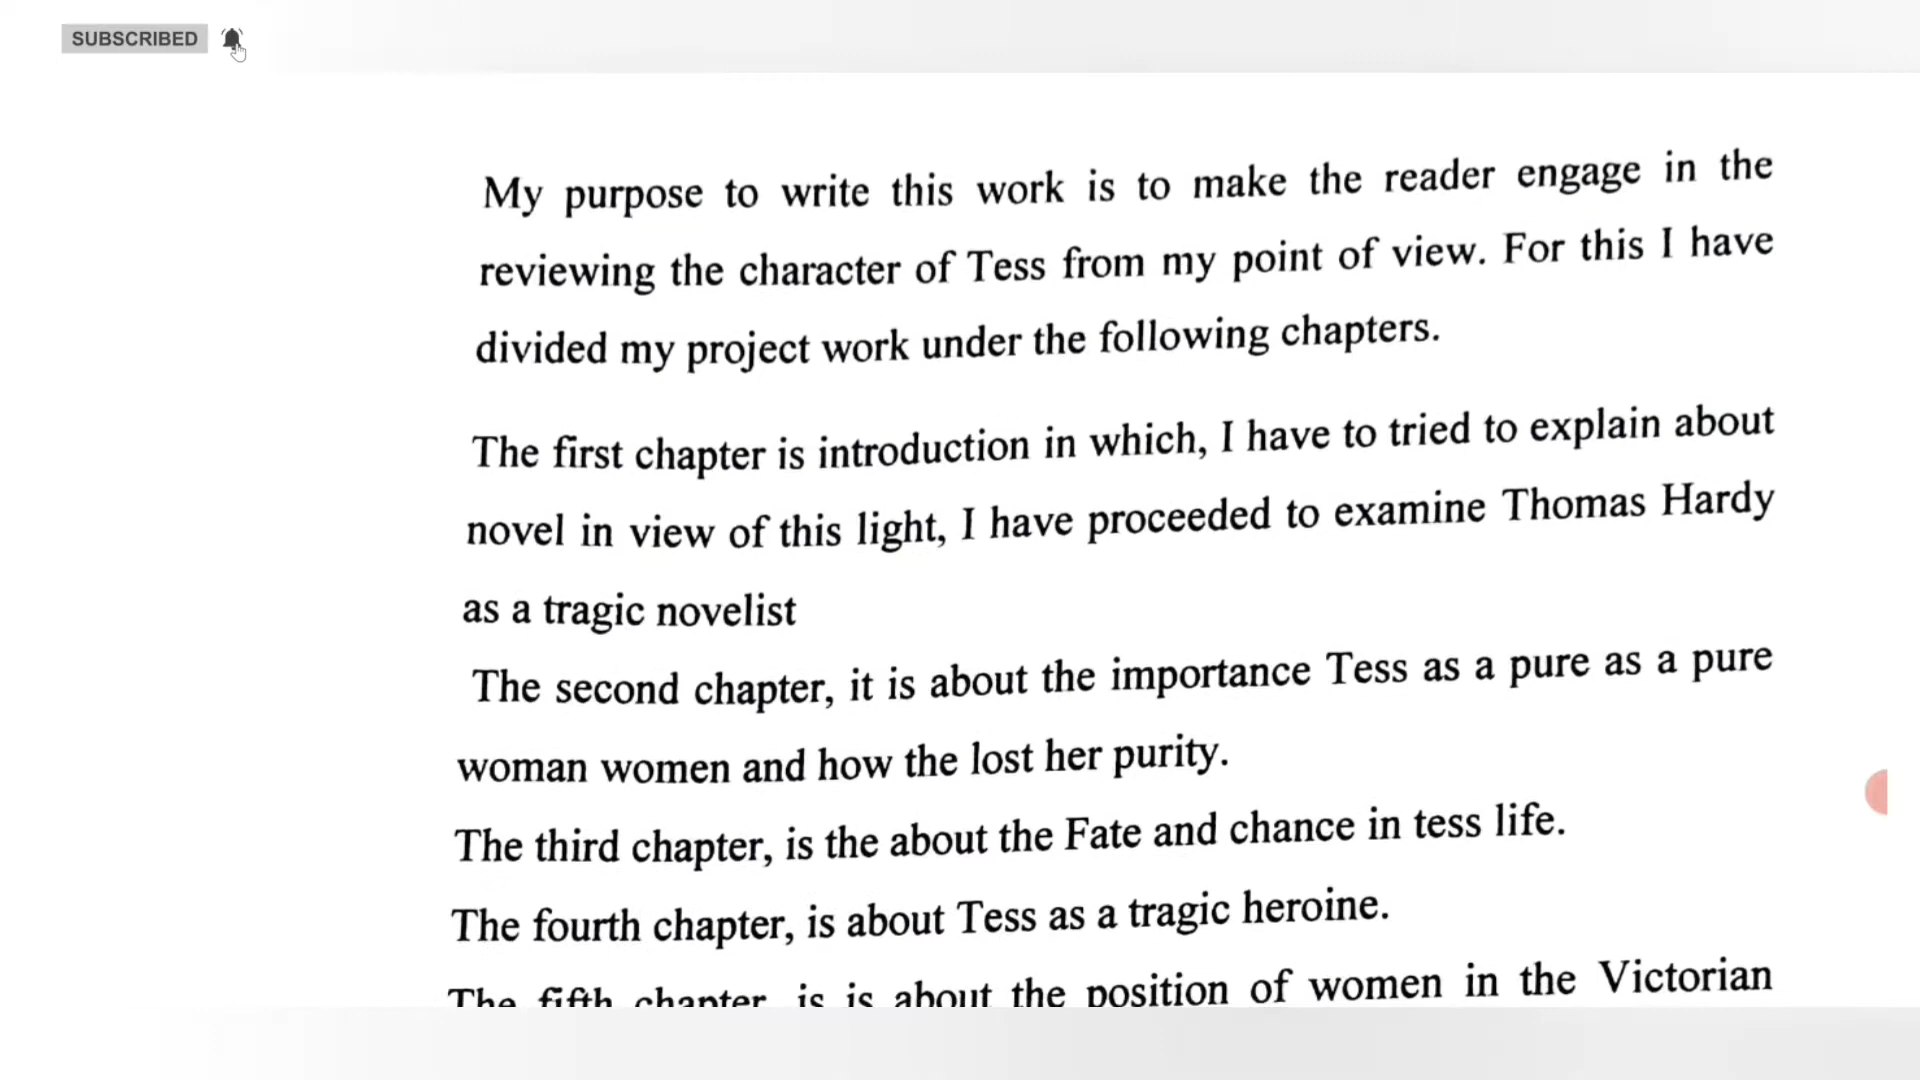 SUBSCRIBED
My purpose to write this work is to make the reader engage in the
reviewing the character of Tess from my point of view. For this I have
divided my project work under the following chapters.
The first chapter is introduction in which, I have to tried to explain about
novel in view of this light, I have proceeded to examine Thomas Hardy
as a tragic novelist
The second chapter, it is about the importance Tess as a pure as a pure
woman women and how the lost her purity.
The third chapter, is the about the Fate and chance in tess life.
The fourth chapter, is about Tess as a tragic heroine.
The fifth chapter, is is about the position of women in the Victorian